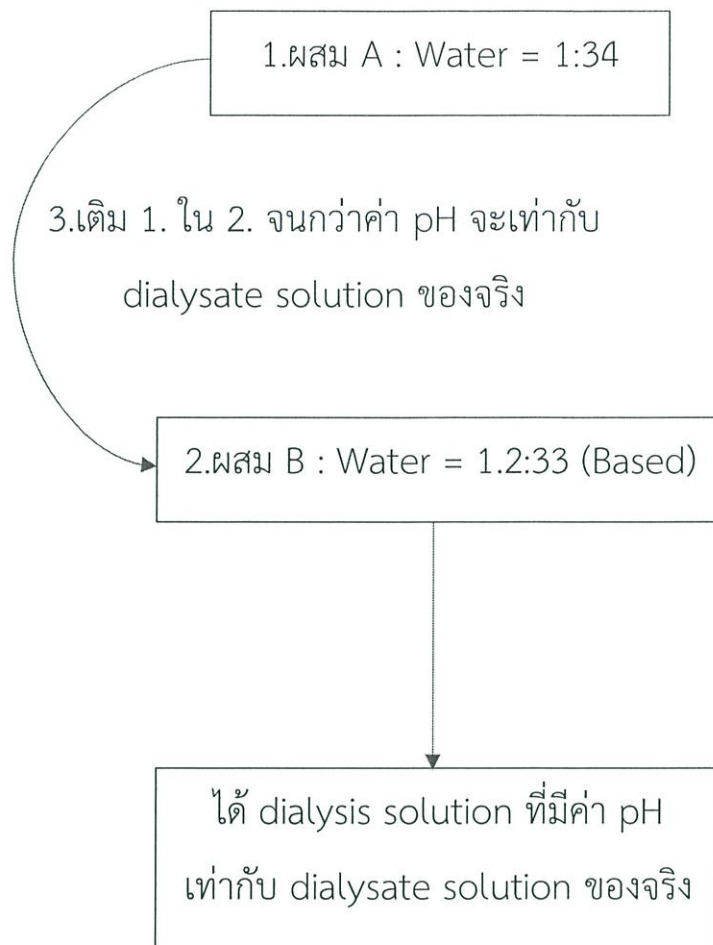 1.ผสม A : Water = 1:34
3.เติม 1. ใน 2. จนกว่าค่า pH จะเท่ากับ
dialysate solution ของจริง
2.ผสม B : Water = 1.2:33 (Based)
ได้ dialysis solution ที่มีค่า pH
เท่ากับ dialysate solution ของจริง